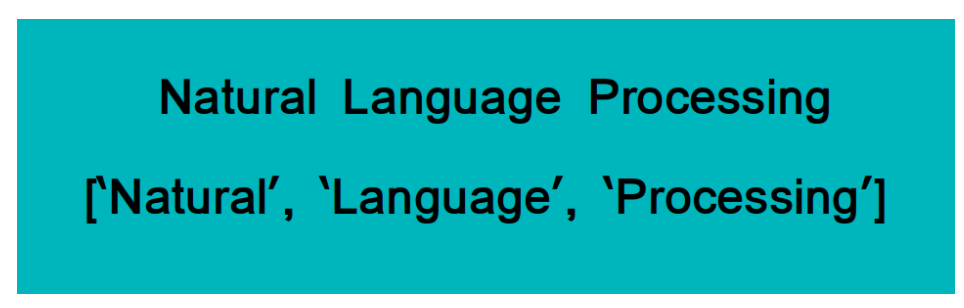 Natural Language Processing
[‘Natural’, ‘Language’, ‘Processing’]